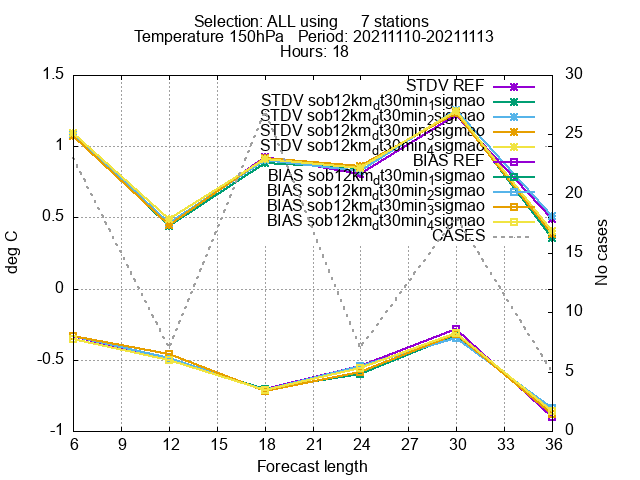 Selection: ALL using 7 stations
Temperature 150hPa Period: 20211110-20211113
Hours: 18
STDV REF
STDV sob12km_dt30min_1sigmao
STDV sob12km_dt30min_2sigmao
STDV sob12km_dt30min_3sigmao
STDV sob12km_dt30min_4sigmao
BIAS REF
BIAS sob12km_dt30min_1sigmao
BIAS sob12km_dt30min_2sigmao
BIAS sob12km_dt30min_3sigmao
BIAS sob12km_dt30min_4sigmao
CASES
1.5
1
0.5
0
-0.5
-1
deg C
30
25
20
15
10
5
0
No cases
6 9 12 15 18 21 24 27 30 33 36
Forecast length